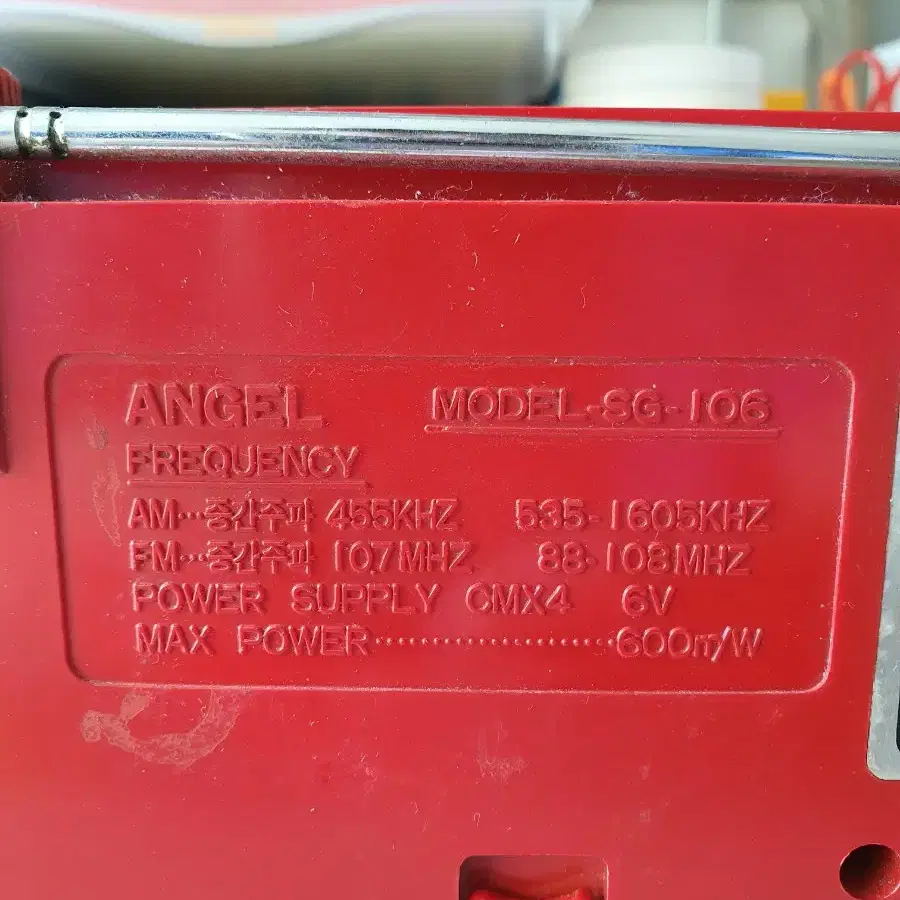 ANGEL MODEL-SG-106
FREQUENCY
AM…중간주파 455KHZ 535-1605KHZ
FM…중간주파 10.7MHZ 88-108MHZ
POWER SUPPLY CMX4 6V
MAX POWER…………………600m/W